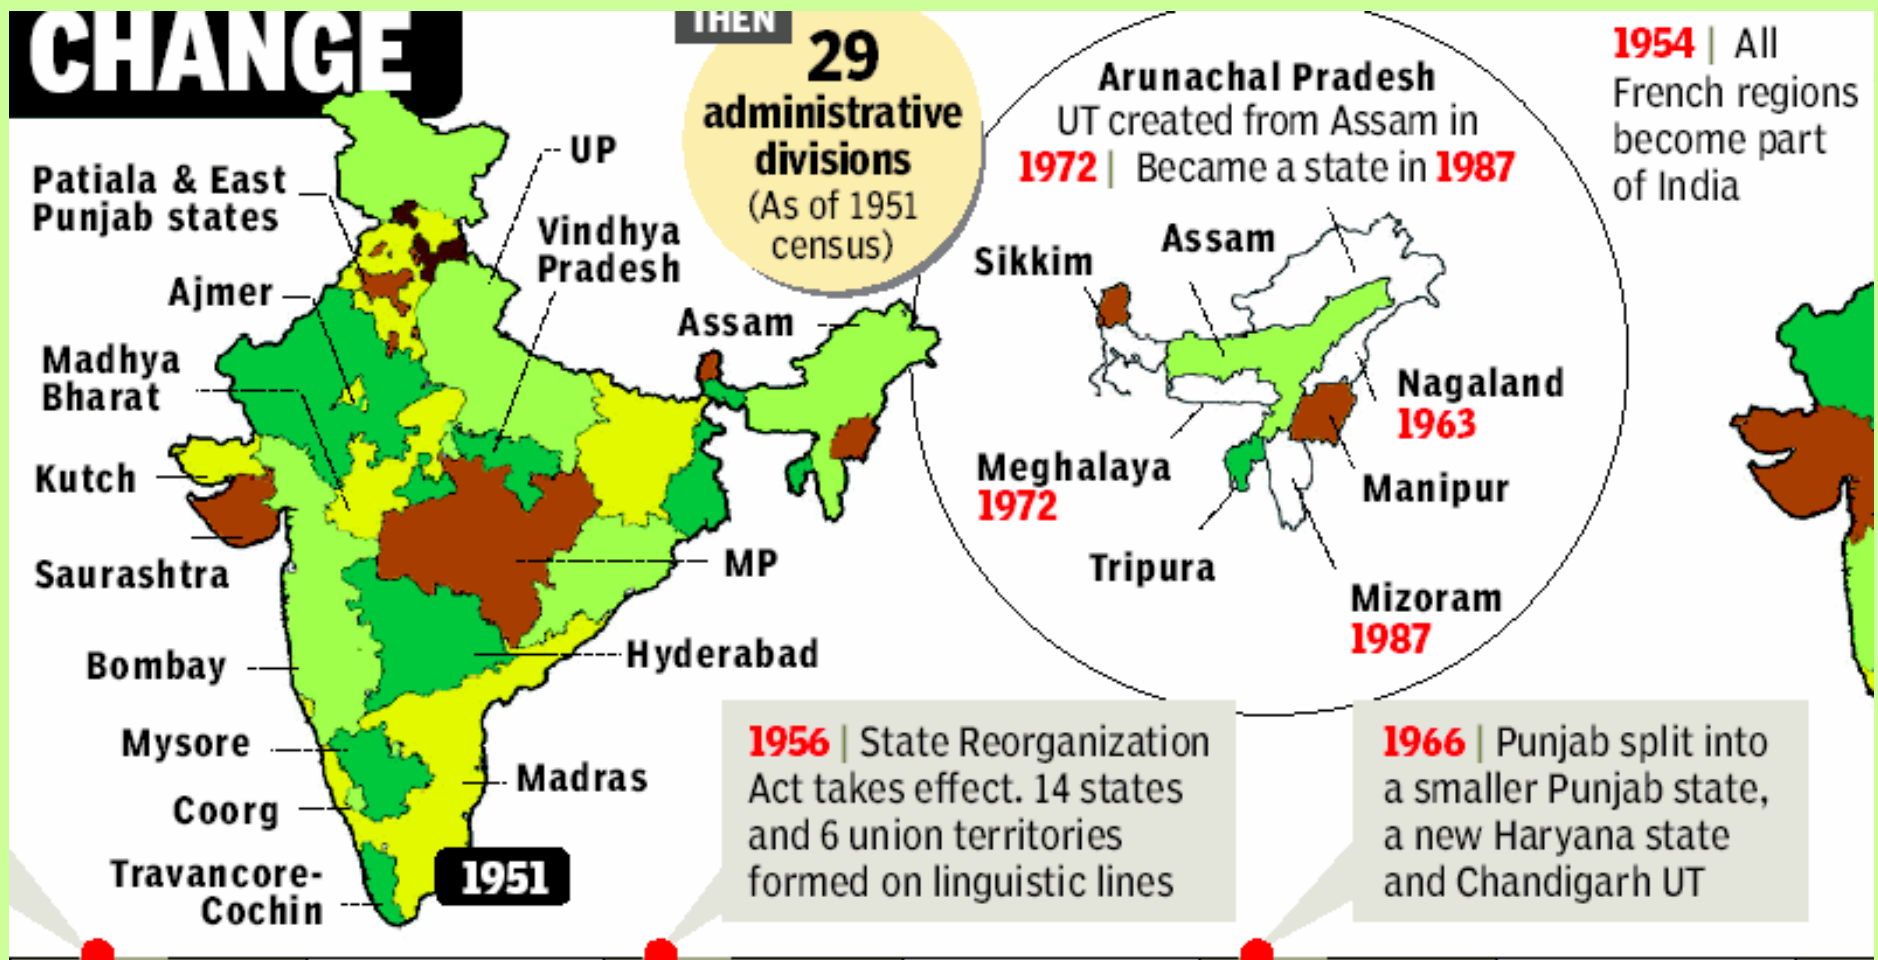 CHANGE
THEN
29
administrative
divisions
(As of 1951
census)
Patiala & East
Punjab states
UP
Vindhya
Pradesh
Ajmer
Assam
Madhya
Bharat
Kutch
Saurashtra
MP
Bombay
Hyderabad
Mysore
Madras
Coorg
Travancore-
Cochin
1951
Arunachal Pradesh
UT created from Assam in
1972 | Became a state in 1987
Sikkim
Assam
Nagaland
1963
Meghalaya
1972
Manipur
Tripura
Mizoram
1987
1954 | All
French regions
become part
of India
1956 | State Reorganization
Act takes effect. 14 states
and 6 union territories
formed on linguistic lines
1966 | Punjab split into
a smaller Punjab state,
a new Haryana state
and Chandigarh UT